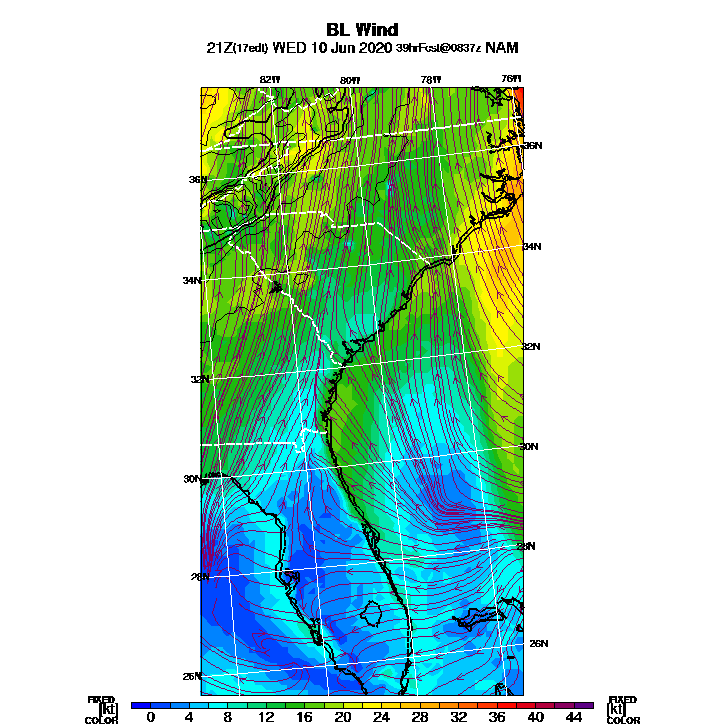 BL Wind
21Z(17edt) WED 10 Jun 2020 39hrFcst@0837z NAM
82W 80W 78W 76W
36N
36N
34N
34N
32N
32N
30N
30N
28N
28N
26N
26N
FIXED FIXED
[kt] 0 4 8 12 16 20 24 28 32 36 40 44 [kt]
COLOR COLOR